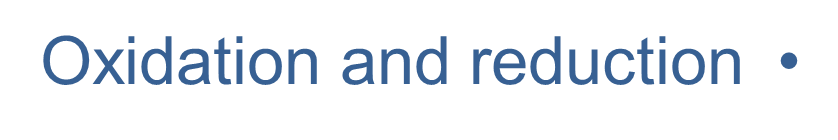 Oxidation and reduction •